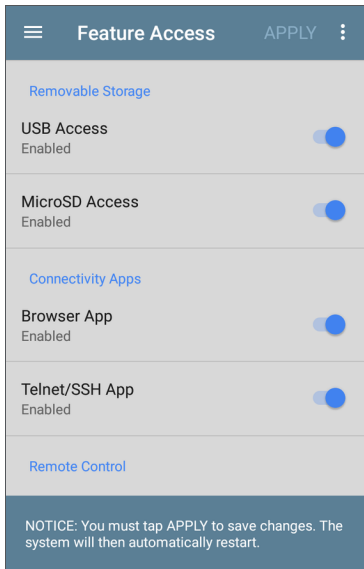 Feature Access APPLY
Removable Storage
USB Access
Enabled
MicroSD Access
Enabled
Connectivity Apps
Browser App
Enabled
Telnet/SSH App
Enabled
Remote Control
NOTICE: You must tap APPLY to save changes. The
system will then automatically restart.